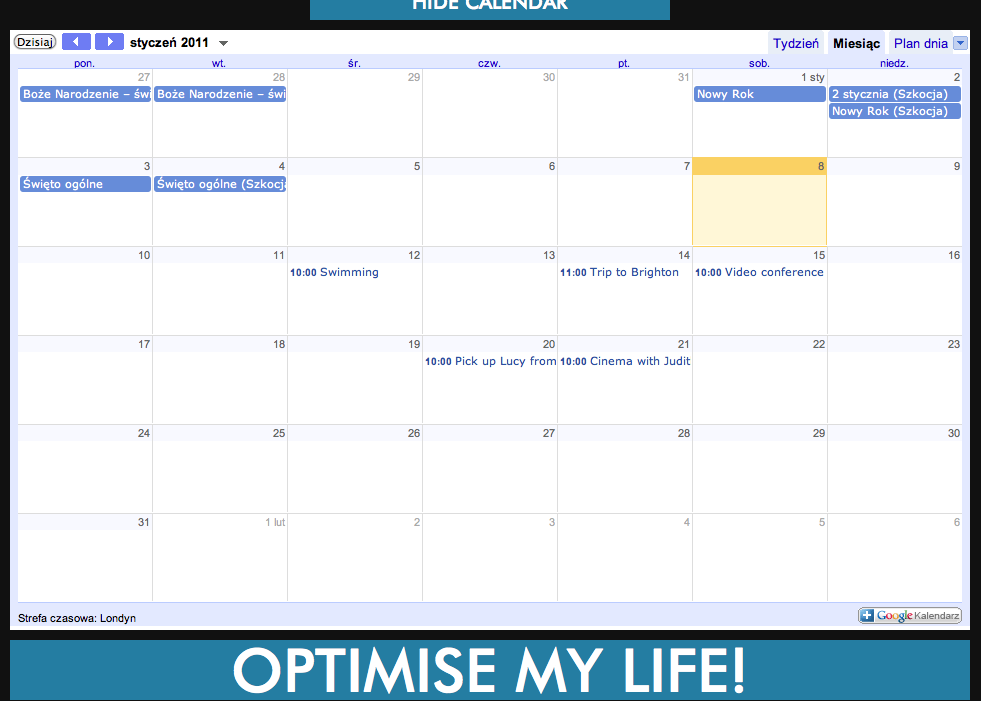 HIDE CALENDAR
Dzisiaj styczeń 2011 Tydzień Miesiąc Plan dnia
pon. wt. śr. czw. pt. sob. niedz.
27 28 29 30 31 1 sty 2
Boże Narodzenie – świ Boże Narodzenie – świ Nowy Rok 2 stycznia (Szkocja)
Nowy Rok (Szkocja)
3 4 5 6 7 8 9
Święto ogólne Święto ogólne (Szkocja
10 11 12 13 14 15 16
10:00 Swimming 11:00 Trip to Brighton 10:00 Video conference
17 18 19 20 21 22 23
10:00 Pick up Lucy from 10:00 Cinema with Judit
24 25 26 27 28 29 30
31 1 lut 2 3 4 5 6
Strefa czasowa: Londyn Google Kalendarz
OPTIMISE MY LIFE!